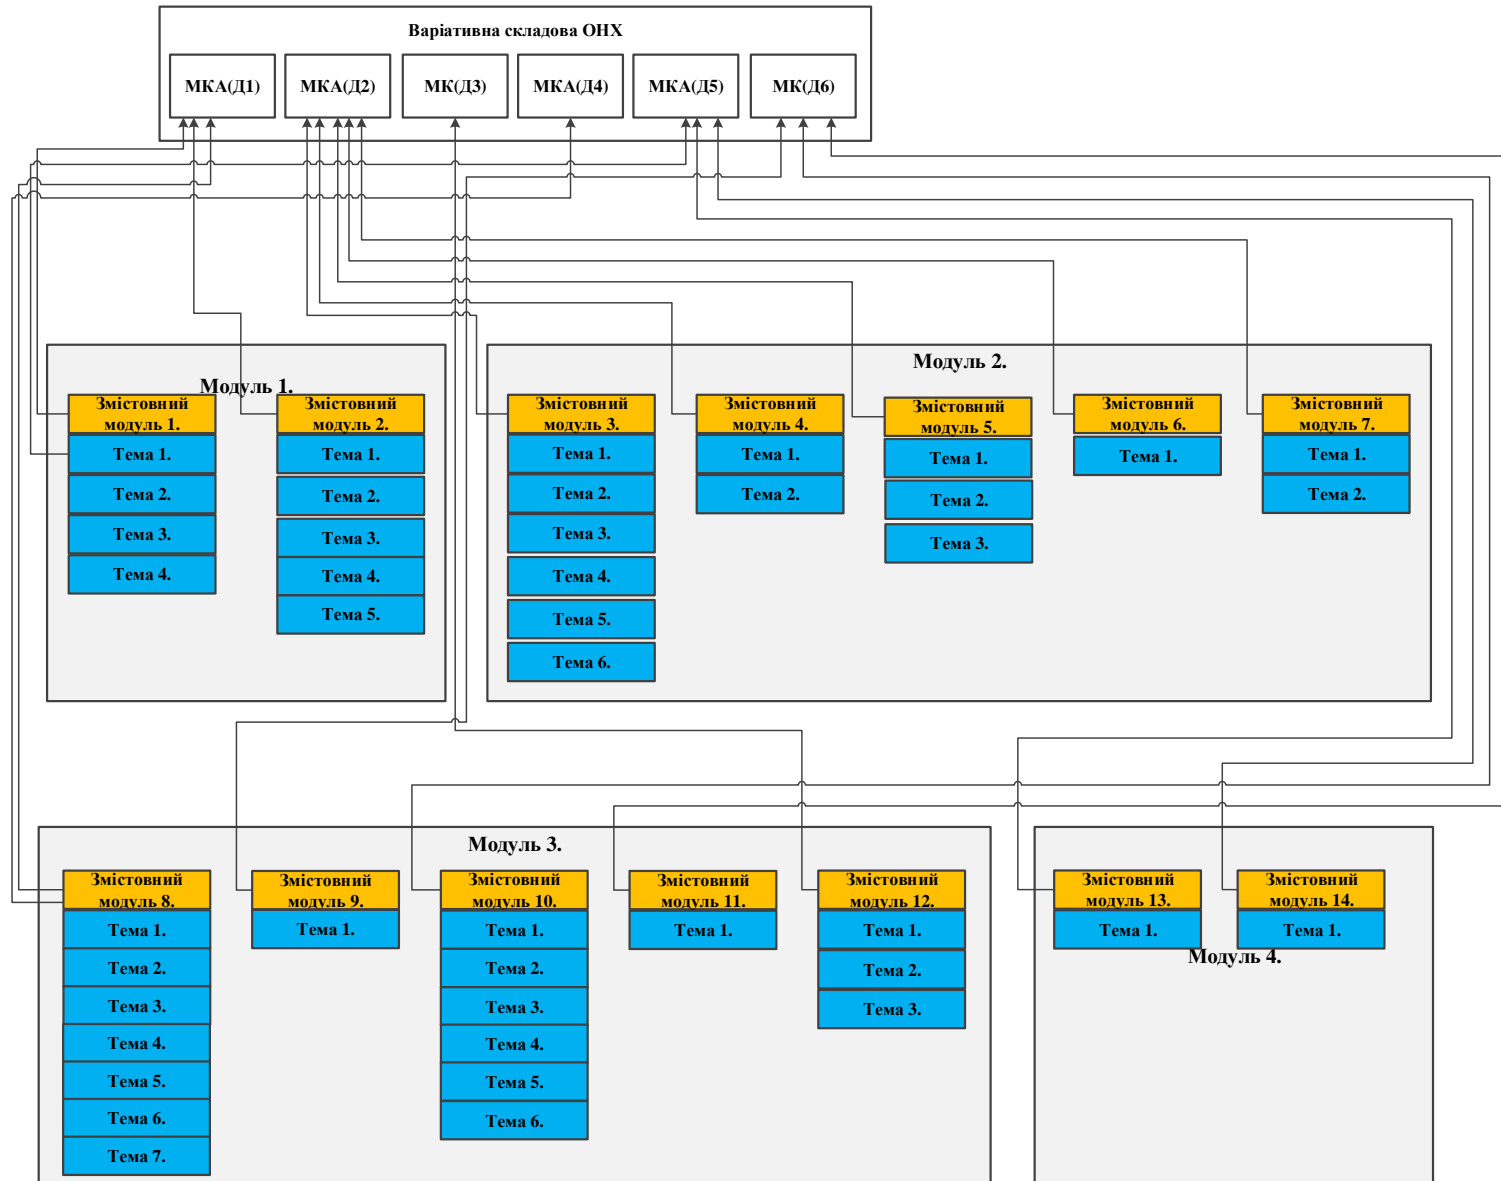 Варіативна складова ОНХ
МКА(Д1)
МКА(Д2)
МК(Д3)
МКА(Д4)
МКА(Д5)
МК(Д6)
Модуль 1.
Змістовний
модуль 1.
Тема 1.
Тема 2.
Тема 3.
Тема 4.
Змістовний
модуль 2.
Тема 1.
Тема 2.
Тема 3.
Тема 4.
Тема 5.
Модуль 2.
Змістовний
модуль 3.
Тема 1.
Тема 2.
Тема 3.
Тема 4.
Тема 5.
Тема 6.
Змістовний
модуль 4.
Тема 1.
Тема 2.
Змістовний
модуль 5.
Тема 1.
Тема 2.
Тема 3.
Змістовний
модуль 6.
Тема 1.
Змістовний
модуль 7.
Тема 1.
Тема 2.
Модуль 3.
Змістовний
модуль 8.
Тема 1.
Тема 2.
Тема 3.
Тема 4.
Тема 5.
Тема 6.
Тема 7.
Змістовний
модуль 9.
Тема 1.
Змістовний
модуль 10.
Тема 1.
Тема 2.
Тема 3.
Тема 4.
Тема 5.
Тема 6.
Змістовний
модуль 11.
Тема 1.
Змістовний
модуль 12.
Тема 1.
Тема 2.
Тема 3.
Змістовний
модуль 13.
Тема 1.
Змістовний
модуль 14.
Тема 1.
Модуль 4.